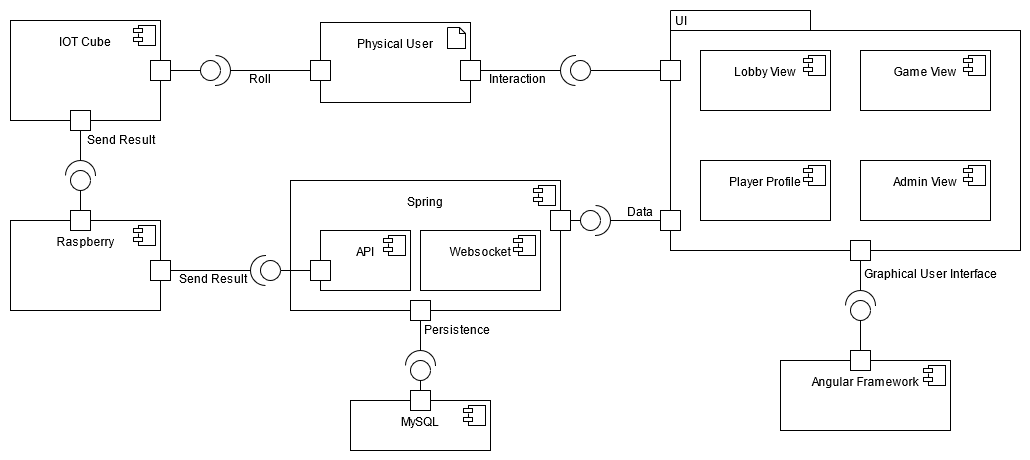 UI
IOT Cube
Physical User
Lobby View
Game View
Roll
Interaction
Send Result
Player Profile
Admin View
Spring
Data
Raspberry
API
Websocket
Send Result
Graphical User Interface
Persistence
Angular Framework
MySQL